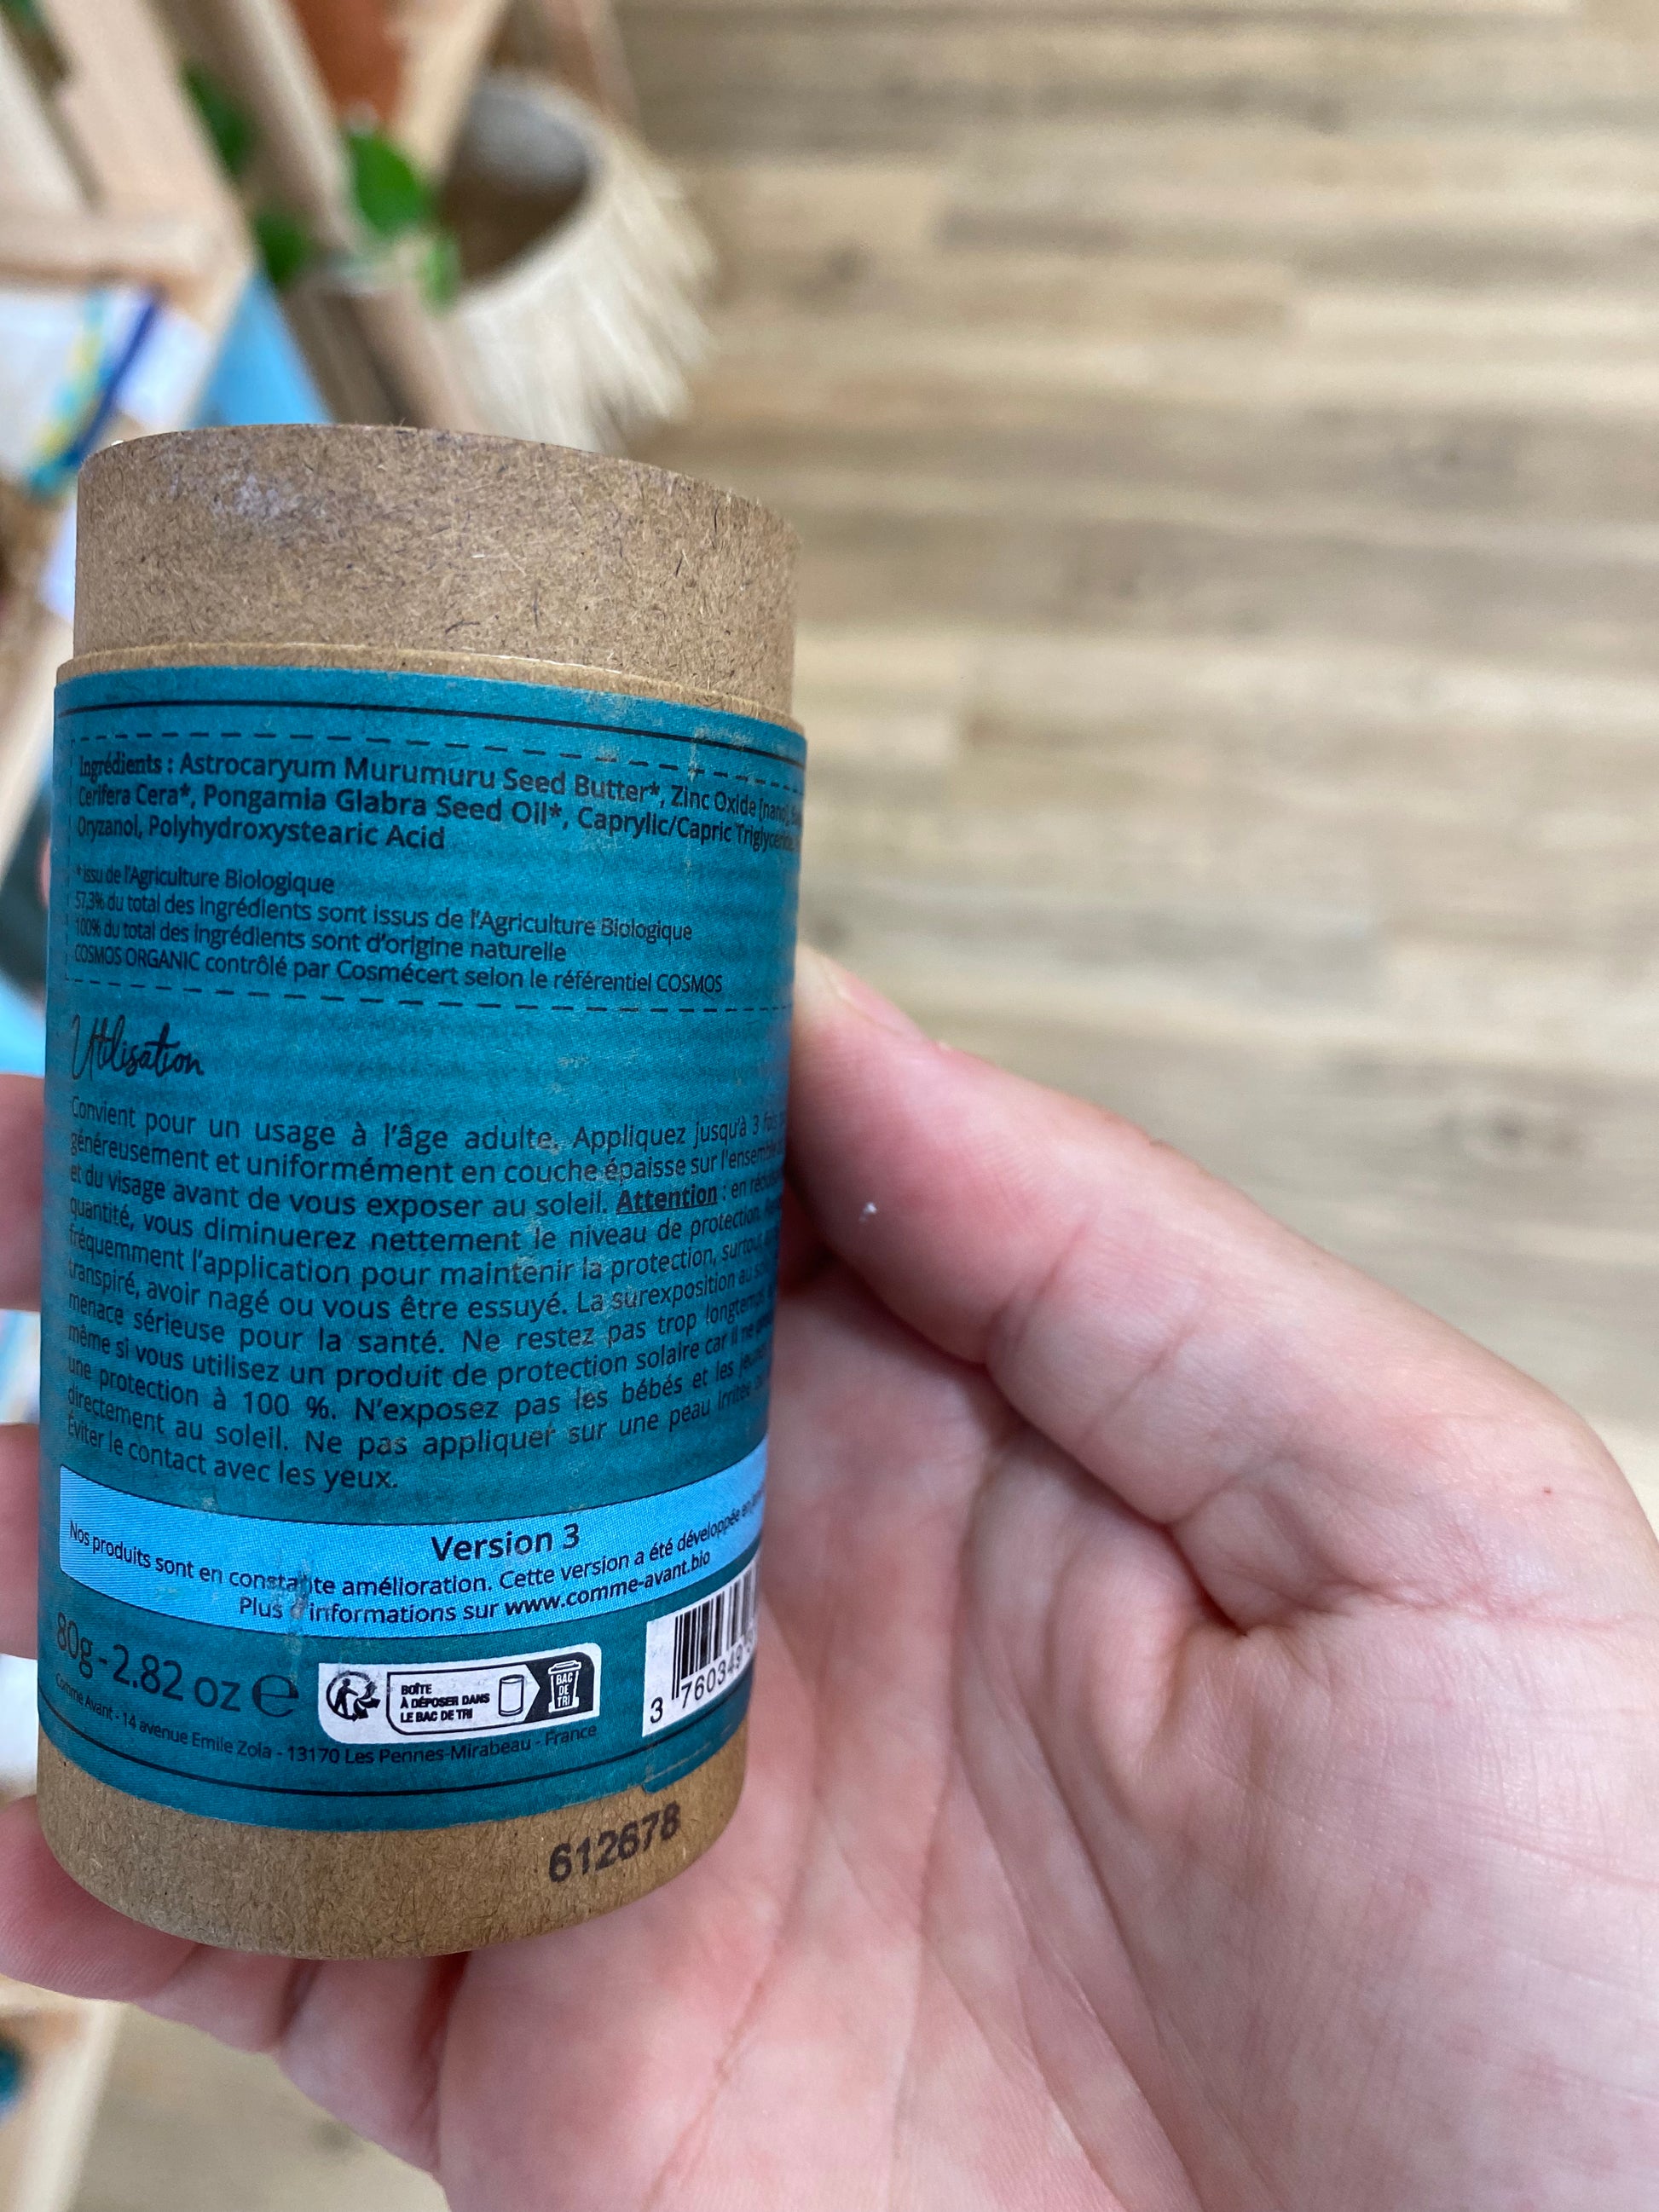 Ingrédients : Astrocaryum Murumuru Seed Butter*, Zinc Oxide [nano],
Cerifera Cera*, Pongamia Glabra Seed Oil*, Caprylic/Capric Triglyceride,
Oryzanol, Polyhydroxystearic Acid
* issu de l'Agriculture Biologique
57,3% du total des ingrédients sont issus de l'Agriculture Biologique
100% du total des ingrédients sont d'origine naturelle
COSMOS ORGANIC contrôlé par Cosmécert selon le référentiel COSMOS
Utilisation
Convient pour un usage à l'âge adulte. Appliquez jusqu'à 3 fois
généreusement et uniformément en couche épaisse sur l'ensemble
et du visage avant de vous exposer au soleil. Attention : en
quantité, vous diminuerez nettement le niveau de protection.
fréquemment l'application pour maintenir la protection, surtout
transpiré, avoir nagé ou vous être essuyé. La surexposition au
menace sérieuse pour la santé. Ne restez pas trop longtemps
même si vous utilisez un produit de protection solaire car il ne
une protection à 100 %. N'exposez pas les bébés et les
directement au soleil. Ne pas appliquer sur une peau irritée
Éviter le contact avec les yeux.
Version 3
Nos produits sont en constante amélioration. Cette version a été développée en
Plus d'informations sur www.comme-avant.bio
80g - 2.82 oz ℮
BOÎTE
À DÉPOSER DANS
LE BAC DE TRI
BAC
DE
TRI
3 760349
Comme Avant - 14 avenue Emile Zola - 13170 Les Pennes-Mirabeau - France
612678